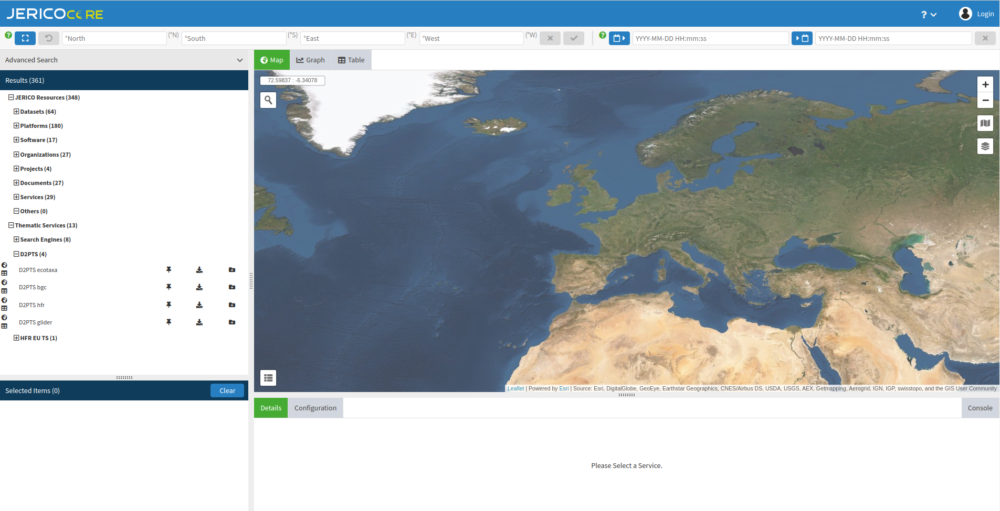 JERICOCORE
?
Login
?
°North
(°N)
°South
(°S)
°East
(°E)
°West
(°W)
?
YYYY-MM-DD HH:mm:ss
YYYY-MM-DD HH:mm:ss
Advanced Search
Map
Graph
Table
Results (361)
72.59837 : -6.34078
+
−
JERICO Resources (348)
Datasets (64)
Platforms (180)
Software (17)
Organizations (27)
Projects (4)
Documents (27)
Services (29)
Others (0)
Thematic Services (13)
Search Engines (8)
D2PTS (4)
D2PTS ecotaxa
D2PTS bgc
D2PTS hfr
D2PTS glider
HFR EU TS (1)
Leaflet | Powered by Esri | Source: Esri, DigitalGlobe, GeoEye, Earthstar Geographics, CNES/Airbus DS, USDA, USGS, AEX, Getmapping, Aerogrid, IGN, IGP, swisstopo, and the GIS User Community
Selected Items (0)
Clear
Details
Configuration
Console
Please Select a Service.